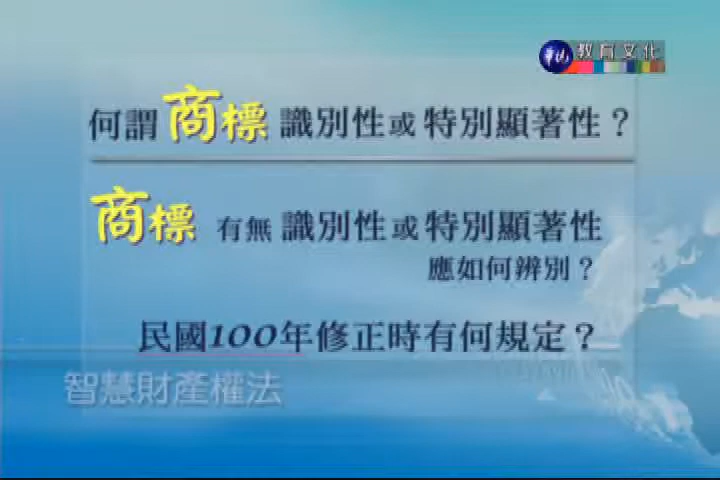 華視 教育文化
何謂商標識別性或特別顯著性？
商標有無識別性或特別顯著性
應如何辨別？
民國100年修正時有何規定？
智慧財產權法